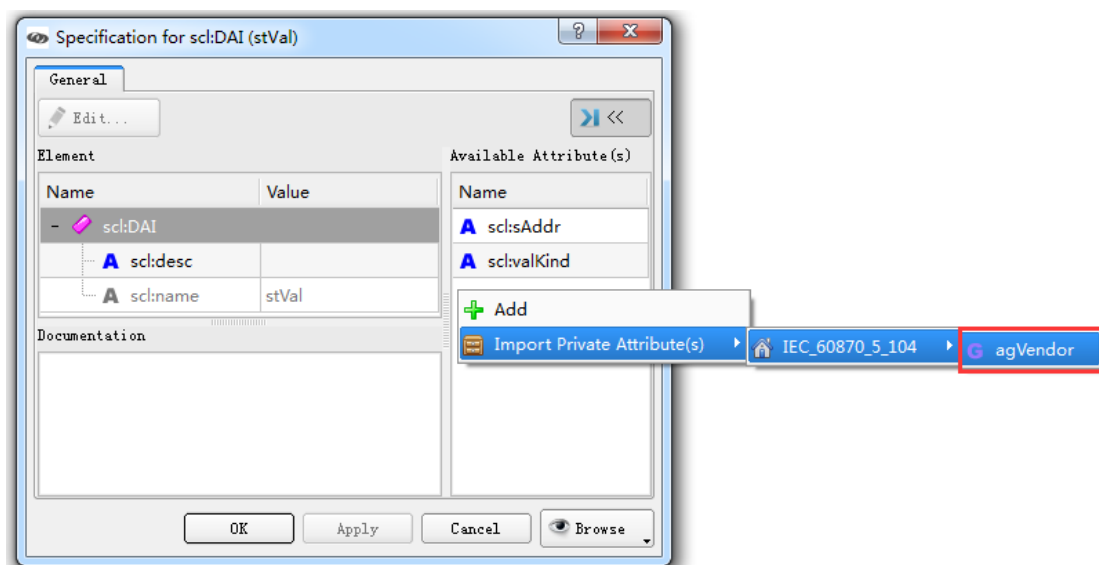 Specification for scl:DAI (stVal)
General
Edit...
Element
Available Attribute(s)
Name Value
Name
scl:DAI
scl:sAddr
A scl:desc
A scl:valKind
A scl:name stVal
Add
Documentation
Import Private Attribute(s)
IEC_60870_5_104
G agVendor
OK Apply Cancel Browse